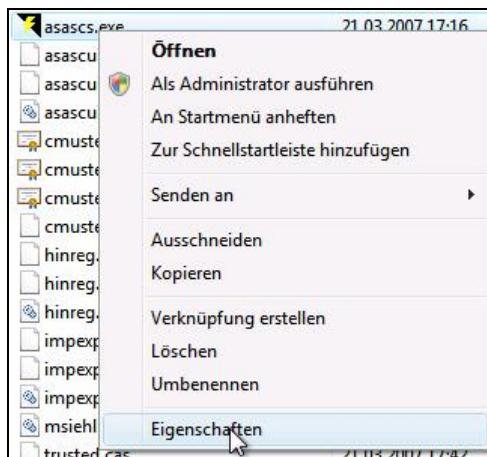 asascs.exe 21.03.2007 17:16
Öffnen
asascu
Als Administrator ausführen
asascu
An Startmenü anheften
asascu
Zur Schnellstartleiste hinzufügen
cmuste
cmuste
Senden an
cmuste
cmuste
Ausschneiden
hinreg.
Kopieren
hinreg.
hinreg.
Verknüpfung erstellen
impexp
Löschen
impexp
Umbenennen
impexp
msiehl
Eigenschaften
trusted.cas 21.03.2007 17:42